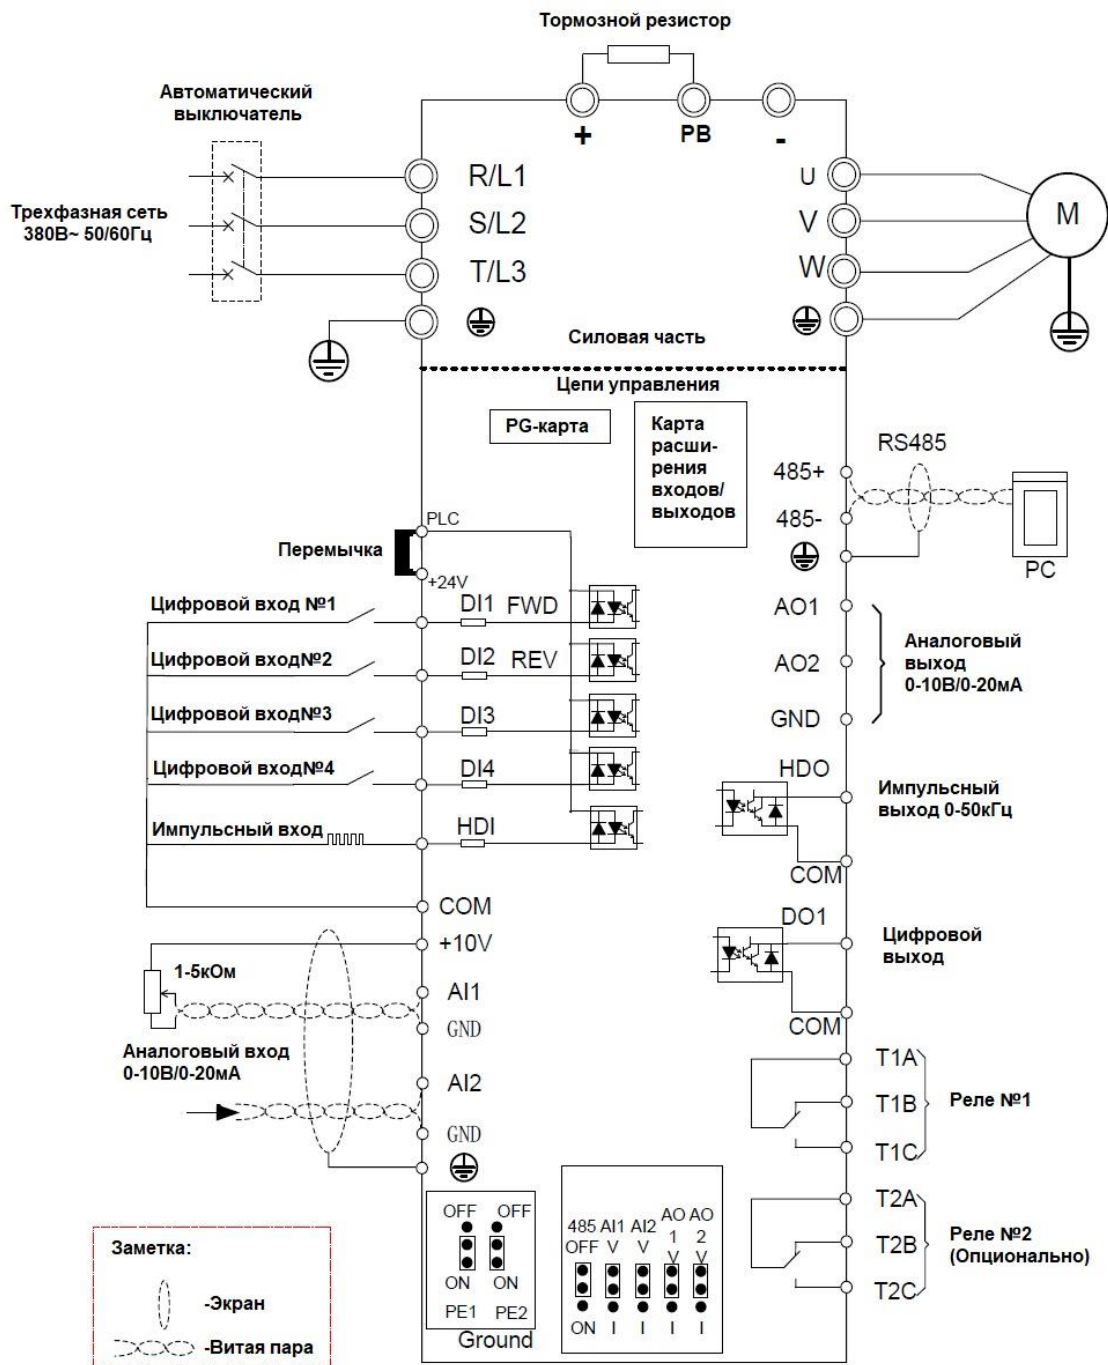 Тормозной резистор
Автоматический
выключатель
+
PB
-
R/L1
S/L2
T/L3
Трехфазная сеть
380В~ 50/60Гц
U
V
W
M
Силовая часть
Цепи управления
PG-карта
Карта
расши-
рения
входов/
выходов
RS485
485+
485-
PC
PLC
Перемычка
+24V
Цифровой вход №1
DI1 FWD
Цифровой вход№2
DI2 REV
Цифровой вход№3
DI3
Цифровой вход№4
DI4
Импульсный вход
HDI
COM
AO1
AO2
GND
Аналоговый
выход
0-10В/0-20мА
HDO
Импульсный
выход 0-50кГц
COM
DO1
Цифровой
выход
COM
+10V
1-5кОм
AI1
GND
Аналоговый вход
0-10В/0-20мА
AI2
GND
T1A
T1B
T1C
Реле №1
T2A
T2B
T2C
Реле №2
(Опционально)
OFF OFF
ON ON
PE1 PE2
Ground
485 AI1 AI2 AO AO
1 2
OFF V V V V
ON I I I I
Заметка:
-Экран
-Витая пара